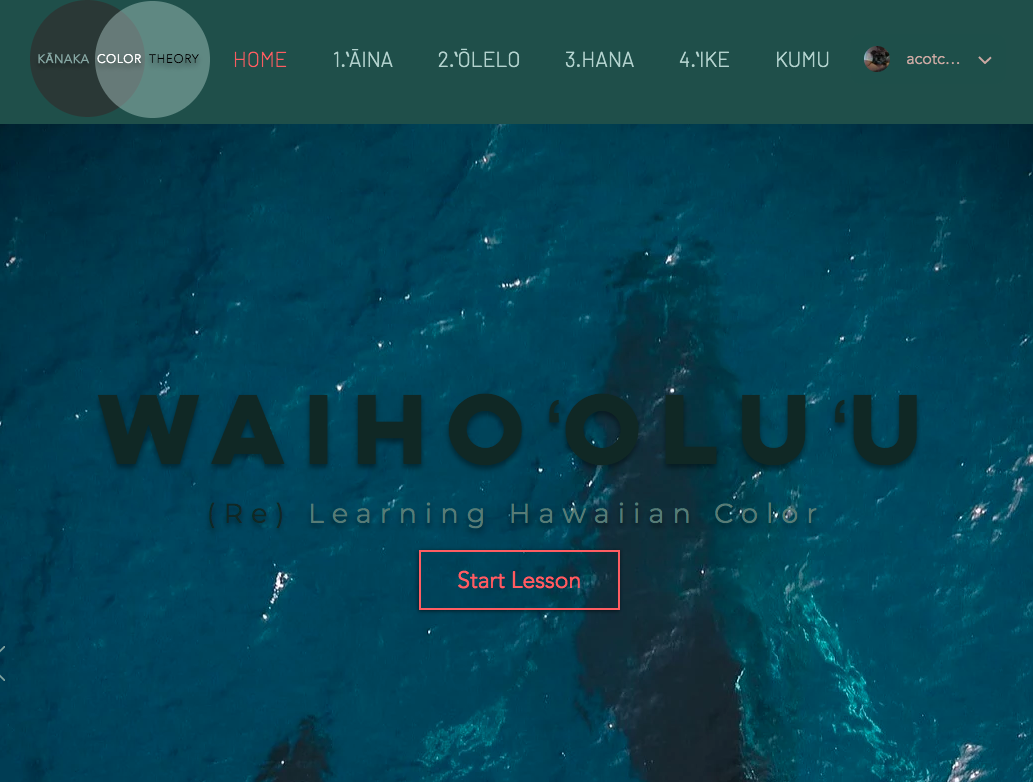 KĀNAKA COLOR THEORY
HOME 1.ʻĀINA 2.ʻŌLELO 3.HANA 4.ʻIKE KUMU acotc...
WAIHOʻOLUʻU
(Re) Learning Hawaiian Color
Start Lesson